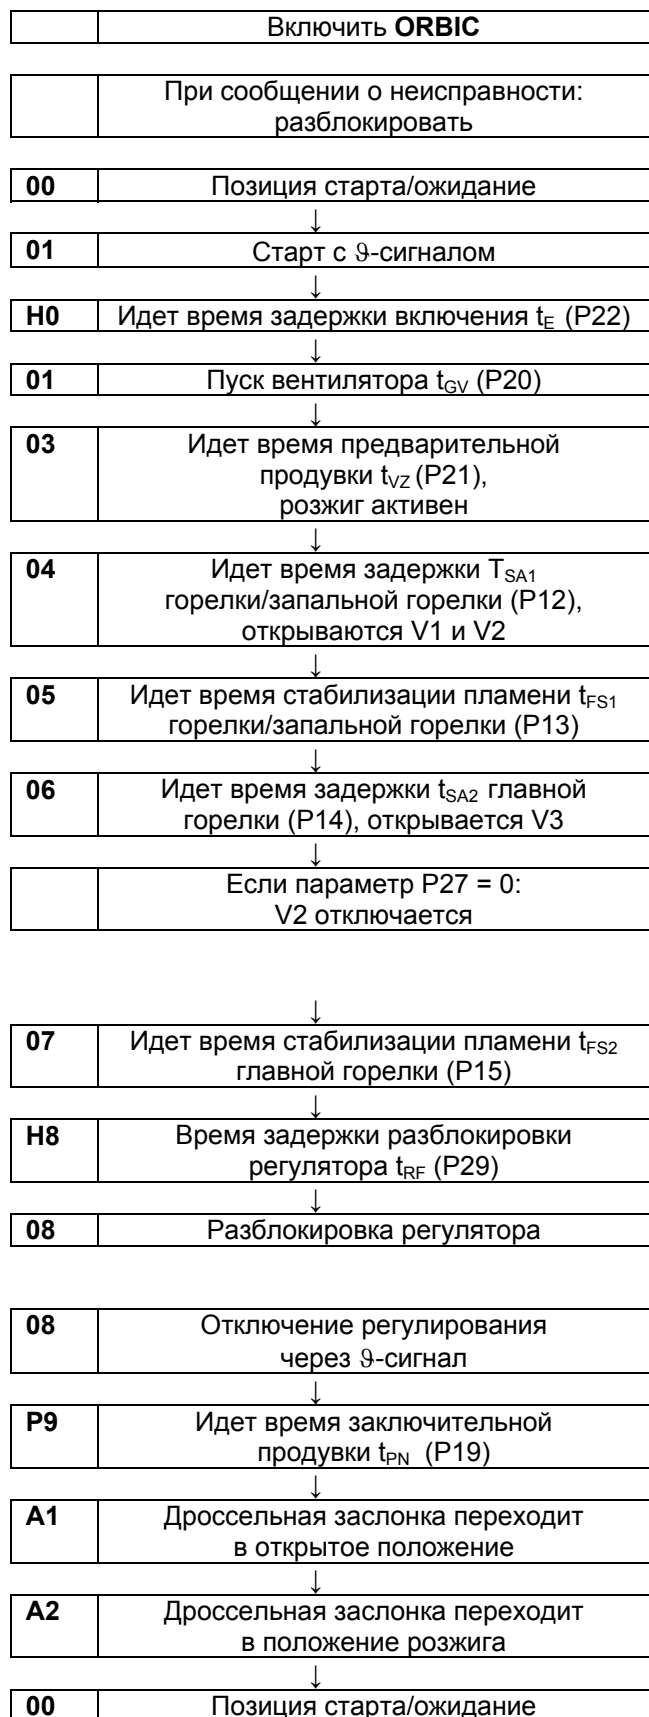 Включить ORBIC
При сообщении о неисправности:
разблокировать
00 Позиция старта/ожидание
↓
01 Старт с ϑ-сигналом
↓
H0 Идет время задержки включения tE (P22)
↓
01 Пуск вентилятора tGV (P20)
↓
03 Идет время предварительной
продувки tVZ (P21),
розжиг активен
↓
04 Идет время задержки TSA1
горелки/запальной горелки (P12),
открываются V1 и V2
↓
05 Идет время стабилизации пламени tFS1
горелки/запальной горелки (P13)
↓
06 Идет время задержки tSA2 главной
горелки (P14), открывается V3
↓
Если параметр P27 = 0:
V2 отключается
↓
07 Идет время стабилизации пламени tFS2
главной горелки (P15)
↓
H8 Время задержки разблокировки
регулятора tRF (P29)
↓
08 Разблокировка регулятора
08 Отключение регулирования
через ϑ-сигнал
↓
P9 Идет время заключительной
продувки tPN (P19)
↓
A1 Дроссельная заслонка переходит
в открытое положение
↓
A2 Дроссельная заслонка переходит
в положение розжига
↓
00 Позиция старта/ожидание